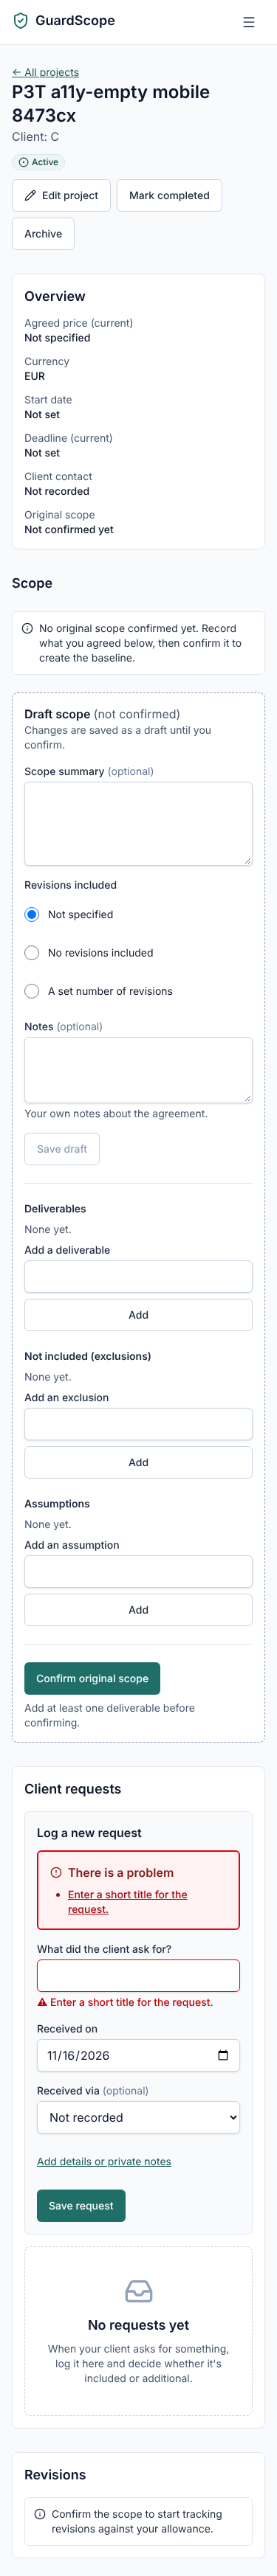 GuardScope
← All projects
P3T a11y-empty mobile
8473cx
Client: C
Active
Edit project
Mark completed
Archive
Overview
Agreed price (current)
Not specified
Currency
EUR
Start date
Not set
Deadline (current)
Not set
Client contact
Not recorded
Original scope
Not confirmed yet
Scope
No original scope confirmed yet. Record
what you agreed below, then confirm it to
create the baseline.
Draft scope (not confirmed)
Changes are saved as a draft until you
confirm.
Scope summary (optional)
Revisions included
Not specified
No revisions included
A set number of revisions
Notes (optional)
Your own notes about the agreement.
Save draft
Deliverables
None yet.
Add a deliverable
Add
Not included (exclusions)
None yet.
Add an exclusion
Add
Assumptions
None yet.
Add an assumption
Add
Confirm original scope
Add at least one deliverable before
confirming.
Client requests
Log a new request
There is a problem
Enter a short title for the
request.
What did the client ask for?
Enter a short title for the request.
Received on
11/16/2026
Received via (optional)
Not recorded
Add details or private notes
Save request
No requests yet
When your client asks for something,
log it here and decide whether it's
included or additional.
Revisions
Confirm the scope to start tracking
revisions against your allowance.